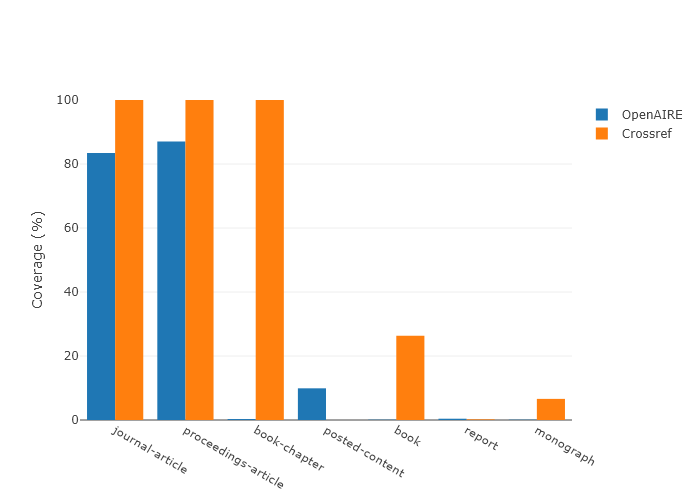 OpenAIRE
Crossref
Coverage (%)
100
80
60
40
20
0
journal-article
proceedings-article
book-chapter
posted-content
book
report
monograph